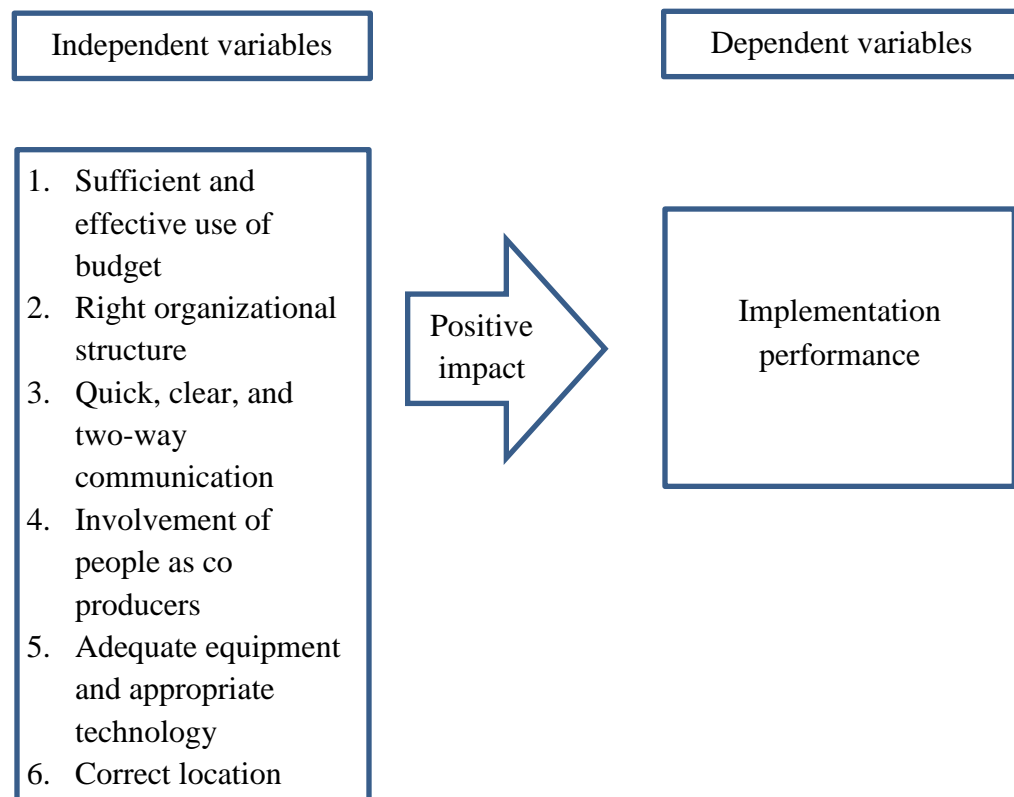 Independent variables
Dependent variables
1. Sufficient and
effective use of
budget
2. Right organizational
structure
3. Quick, clear, and
two-way
communication
4. Involvement of
people as co
producers
5. Adequate equipment
and appropriate
technology
6. Correct location
Positive
impact
Implementation
performance